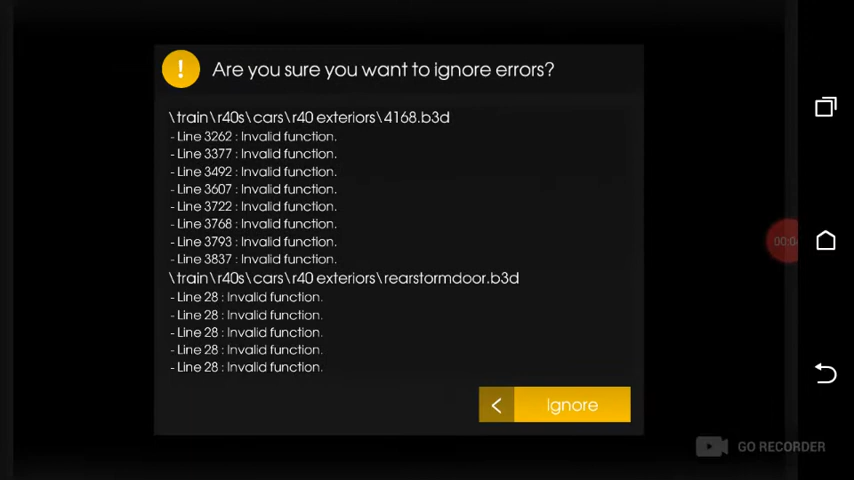 ! Are you sure you want to ignore errors?
\train\r40s\cars\r40 exteriors\4168.b3d
- Line 3262 : Invalid function.
- Line 3377 : Invalid function.
- Line 3492 : Invalid function.
- Line 3607 : Invalid function.
- Line 3722 : Invalid function.
- Line 3768 : Invalid function.
- Line 3793 : Invalid function.
- Line 3837 : Invalid function.
\train\r40s\cars\r40 exteriors\rearstormdoor.b3d
- Line 28 : Invalid function.
- Line 28 : Invalid function.
- Line 28 : Invalid function.
- Line 28 : Invalid function.
- Line 28 : Invalid function.
< Ignore
GO RECORDER